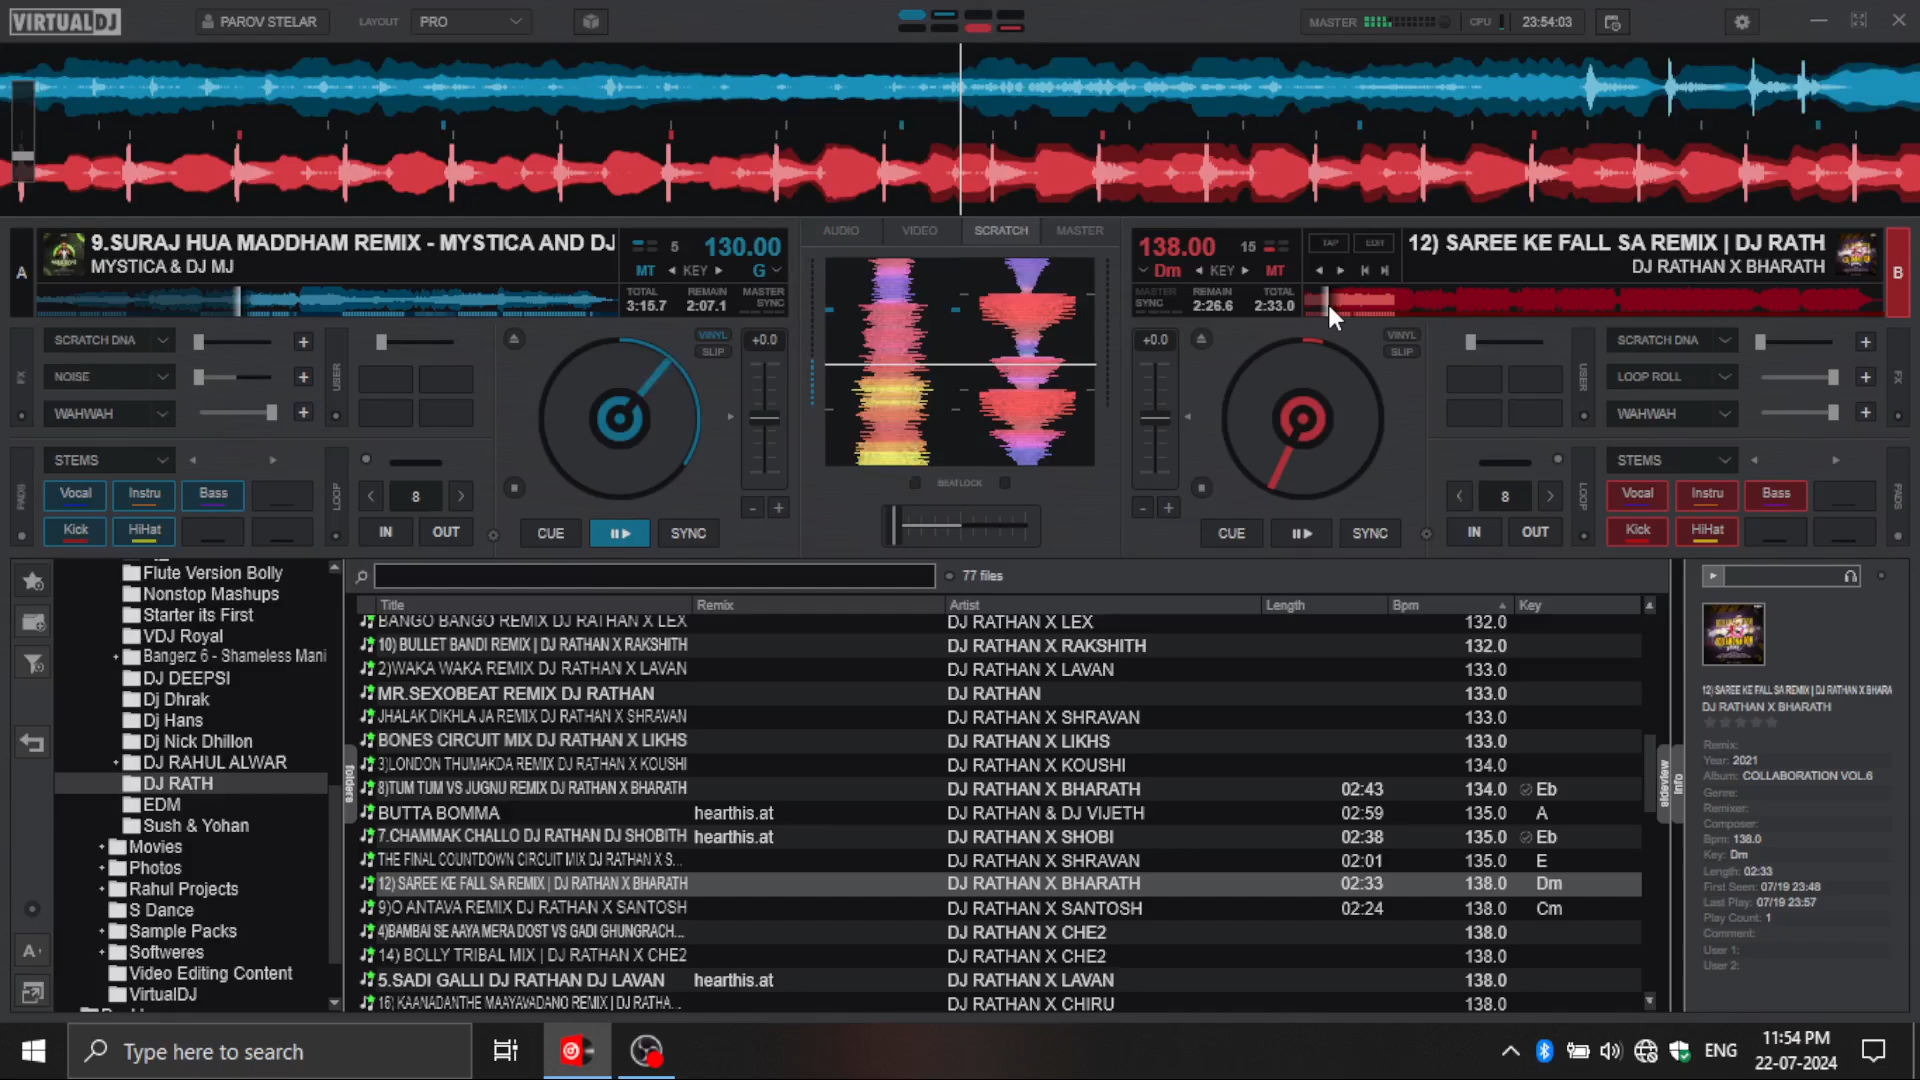 VIRTUALDJ
PAROV STELAR
LAYOUT
PRO
MASTER
CPU
23:54:03
A
9.SURAJ HUA MADDHAM REMIX - MYSTICA AND DJ
MYSTICA & DJ MJ
5
130.00
MT
KEY
G
TOTAL
3:15.7
REMAIN
2:07.1
MASTER
SYNC
AUDIO
VIDEO
SCRATCH
MASTER
138.00
15
TAP
EDIT
Dm
KEY
MT
MASTER
SYNC
REMAIN
2:26.6
TOTAL
2:33.0
12) SAREE KE FALL SA REMIX | DJ RATH
DJ RATHAN X BHARATH
B
FX
SCRATCH DNA
NOISE
WAHWAH
USER
VINYL
SLIP
+0.0
PADS
STEMS
Vocal
Instru
Bass
Kick
HiHat
LOOP
8
IN
OUT
CUE
SYNC
BEATLOCK
+0.0
VINYL
SLIP
CUE
SYNC
USER
SCRATCH DNA
LOOP ROLL
WAHWAH
FX
8
IN
OUT
LOOP
STEMS
Vocal
Instru
Bass
Kick
HiHat
PADS
Flute Version Bolly
Nonstop Mashups
Starter its First
VDJ Royal
Bangerz 6 - Shameless Mani
DJ DEEPSI
Dj Dhrak
Dj Hans
Dj Nick Dhillon
DJ RAHUL ALWAR
DJ RATH
EDM
Sush & Yohan
Movies
Photos
Rahul Projects
S Dance
Sample Packs
Softweres
Video Editing Content
VirtualDJ
folders
77 files
Title Remix Artist Length Bpm Key
BANGO BANGO REMIX DJ RATHAN X LEX DJ RATHAN X LEX 132.0
10) BULLET BANDI REMIX | DJ RATHAN X RAKSHITH DJ RATHAN X RAKSHITH 132.0
2)WAKA WAKA REMIX DJ RATHAN X LAVAN DJ RATHAN X LAVAN 133.0
MR.SEXOBEAT REMIX DJ RATHAN DJ RATHAN 133.0
JHALAK DIKHLA JA REMIX DJ RATHAN X SHRAVAN DJ RATHAN X SHRAVAN 133.0
BONES CIRCUIT MIX DJ RATHAN X LIKHS DJ RATHAN X LIKHS 133.0
3)LONDON THUMAKDA REMIX DJ RATHAN X KOUSHI DJ RATHAN X KOUSHI 134.0
8)TUM TUM VS JUGNU REMIX DJ RATHAN X BHARATH DJ RATHAN X BHARATH 02:43 134.0 Eb
BUTTA BOMMA hearthis.at DJ RATHAN & DJ VIJETH 02:59 135.0 A
7.CHAMMAK CHALLO DJ RATHAN DJ SHOBITH hearthis.at DJ RATHAN X SHOBI 02:38 135.0 Eb
THE FINAL COUNTDOWN CIRCUIT MIX DJ RATHAN X S... DJ RATHAN X SHRAVAN 02:01 135.0 E
12) SAREE KE FALL SA REMIX | DJ RATHAN X BHARATH DJ RATHAN X BHARATH 02:33 138.0 Dm
9)O ANTAVA REMIX DJ RATHAN X SANTOSH DJ RATHAN X SANTOSH 02:24 138.0 Cm
4)BAMBAI SE AAYA MERA DOST VS GADI GHUNGRACH... DJ RATHAN X CHE2 138.0
14) BOLLY TRIBAL MIX | DJ RATHAN X CHE2 DJ RATHAN X CHE2 138.0
5.SADI GALLI DJ RATHAN DJ LAVAN hearthis.at DJ RATHAN X LAVAN 138.0
16) KAANADANTHE MAAYAVADANO REMIX | DJ RATHA... DJ RATHAN X CHIRU 138.0
sideview
info
12) SAREE KE FALL SA REMIX | DJ RATHAN X BHARA
DJ RATHAN X BHARATH
Remix:
Year: 2021
Album: COLLABORATION VOL.6
Genre:
Remixer:
Composer:
Bpm: 138.0
Key: Dm
Length: 02:33
First Seen: 07/19 23:48
Last Play: 07/19 23:57
Play Count: 1
Comment:
User 1:
User 2:
Type here to search
ENG
11:54 PM
22-07-2024